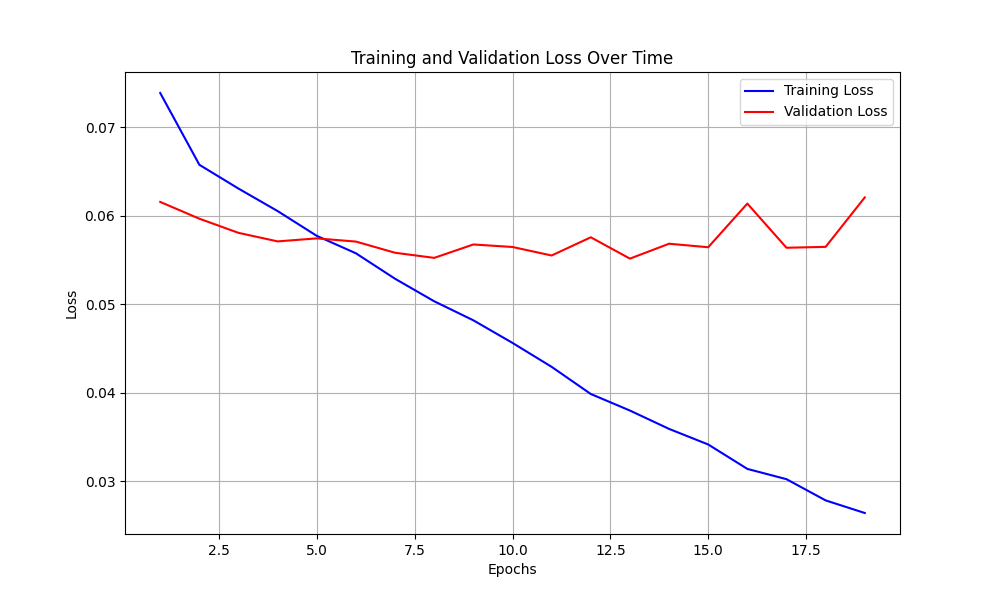 Training and Validation Loss Over Time
Training Loss
Validation Loss
0.07
0.06
0.05
0.04
0.03
Loss
2.5
5.0
7.5
10.0
12.5
15.0
17.5
Epochs